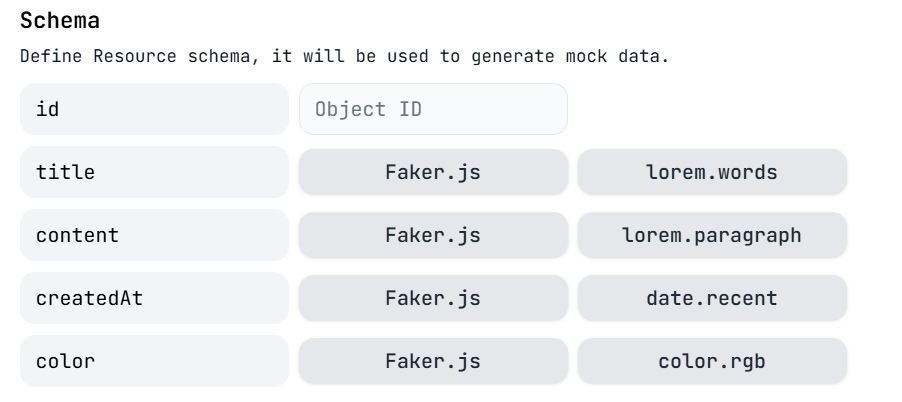 Schema
Define Resource schema, it will be used to generate mock data.
id Object ID
title Faker.js lorem.words
content Faker.js lorem.paragraph
createdAt Faker.js date.recent
color Faker.js color.rgb